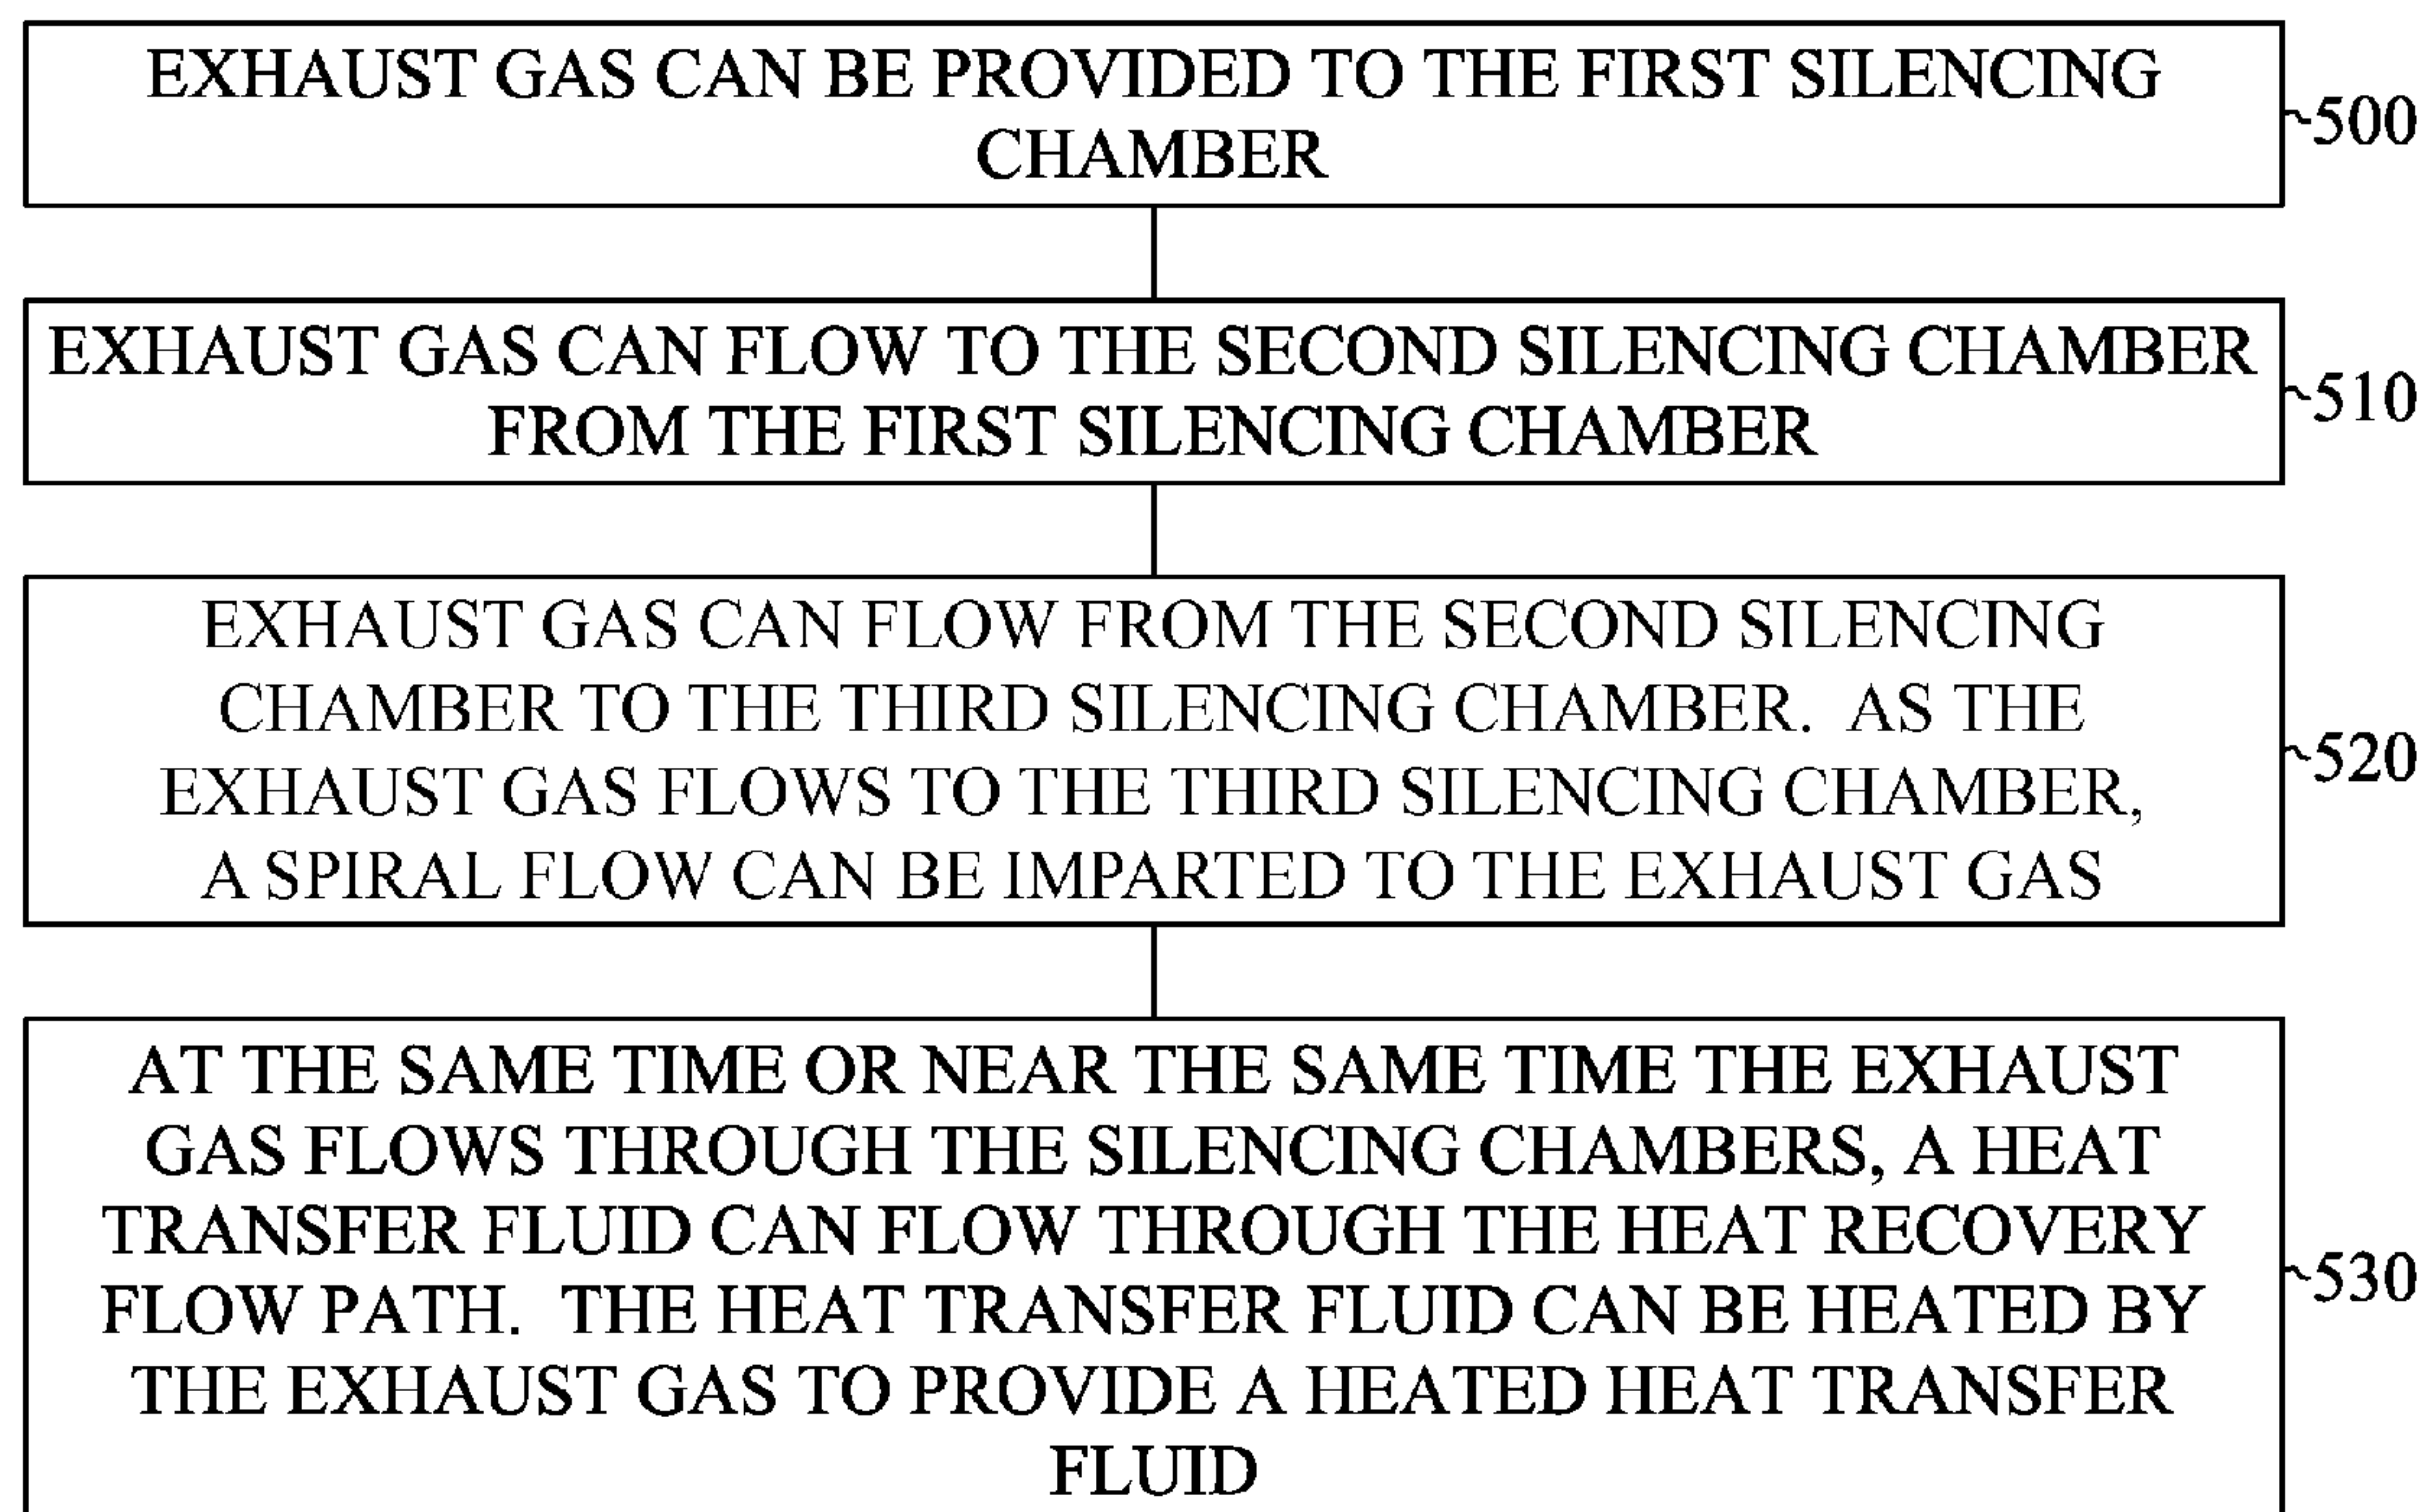 EXHAUST GAS CAN BE PROVIDED TO THE FIRST SILENCING
CHAMBER
500
EXHAUST GAS CAN FLOW TO THE SECOND SILENCING CHAMBER
FROM THE FIRST SILENCING CHAMBER
510
EXHAUST GAS CAN FLOW FROM THE SECOND SILENCING
CHAMBER TO THE THIRD SILENCING CHAMBER. AS THE
EXHAUST GAS FLOWS TO THE THIRD SILENCING CHAMBER,
A SPIRAL FLOW CAN BE IMPARTED TO THE EXHAUST GAS
520
AT THE SAME TIME OR NEAR THE SAME TIME THE EXHAUST
GAS FLOWS THROUGH THE SILENCING CHAMBERS, A HEAT
TRANSFER FLUID CAN FLOW THROUGH THE HEAT RECOVERY
FLOW PATH. THE HEAT TRANSFER FLUID CAN BE HEATED BY
THE EXHAUST GAS TO PROVIDE A HEATED HEAT TRANSFER
FLUID
530